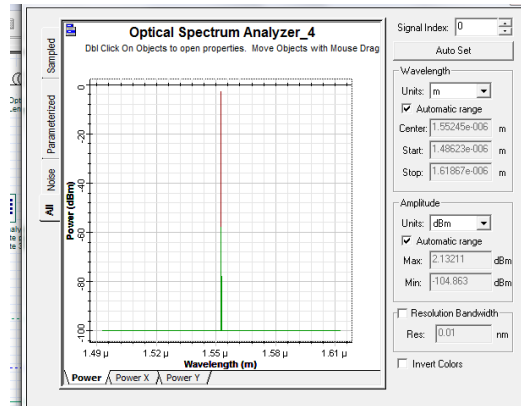 Optical Spectrum Analyzer_4
Dbl Click On Objects to open properties. Move Objects with Mouse Drag
Sampled
Parameterized
Noise
All
Power (dBm)
0
-20
-40
-60
-80
-100
1.49 µ
1.52 µ
1.55 µ
1.58 µ
1.61 µ
Wavelength (m)
Power
Power X
Power Y
Signal Index: 0
Auto Set
Wavelength
Units: m
Automatic range
Center: 1.55245e-006 m
Start: 1.48623e-006 m
Stop: 1.61867e-006 m
Amplitude
Units: dBm
Automatic range
Max: 2.13211 dBm
Min: -104.863 dBm
Resolution Bandwidth
Res: 0.01 nm
Invert Colors